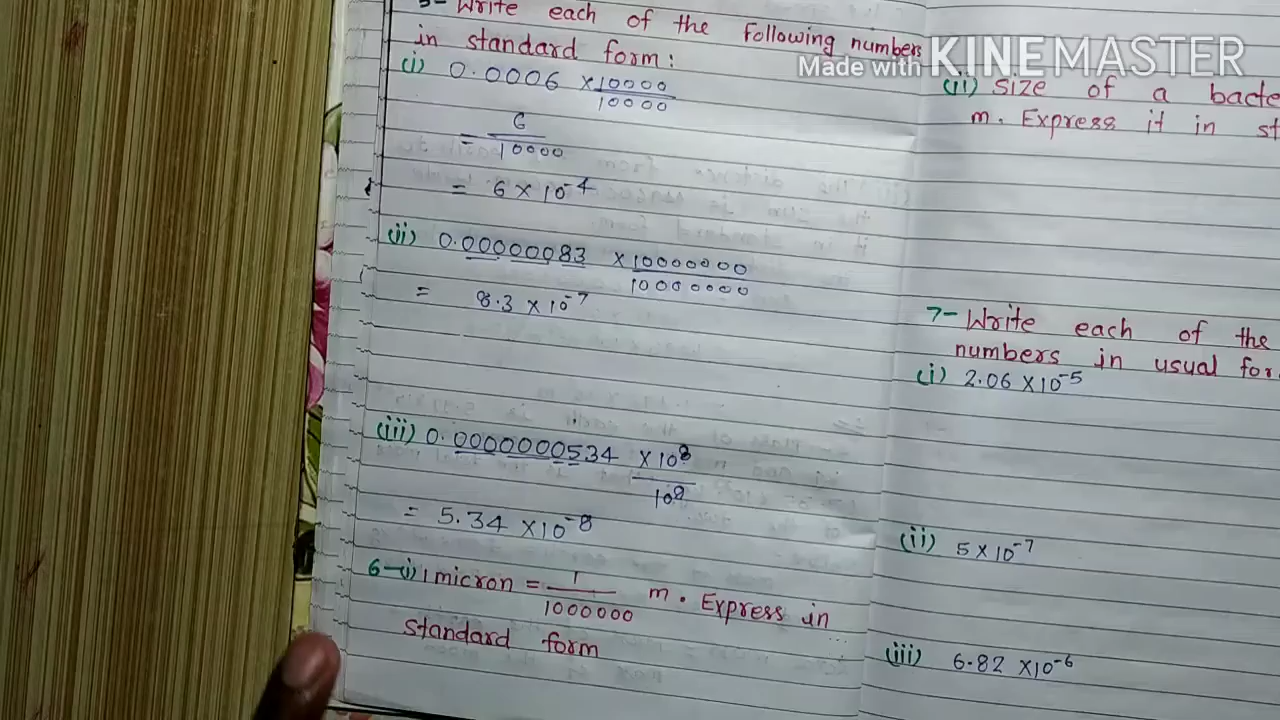 5- Write each of the following numbers
in standard form:
(i) 0.0006 × 10000
10000
= 6
10000
= 6 × 10⁻⁴
(ii) 0.00000083 × 10000000
10000000
= 8.3 × 10⁻⁷
(iii) 0.0000000534 × 10⁸
10⁸
= 5.34 × 10⁻⁸
6-(i) 1 micron = 1 m. Express in
1000000
standard form
Made with KINEMASTER
(ii) Size of a bacte
m. Express it in st
7- Write each of the
numbers in usual for
(i) 2.06 × 10⁻⁵
(ii) 5 × 10⁻⁷
(iii) 6.82 × 10⁻⁶